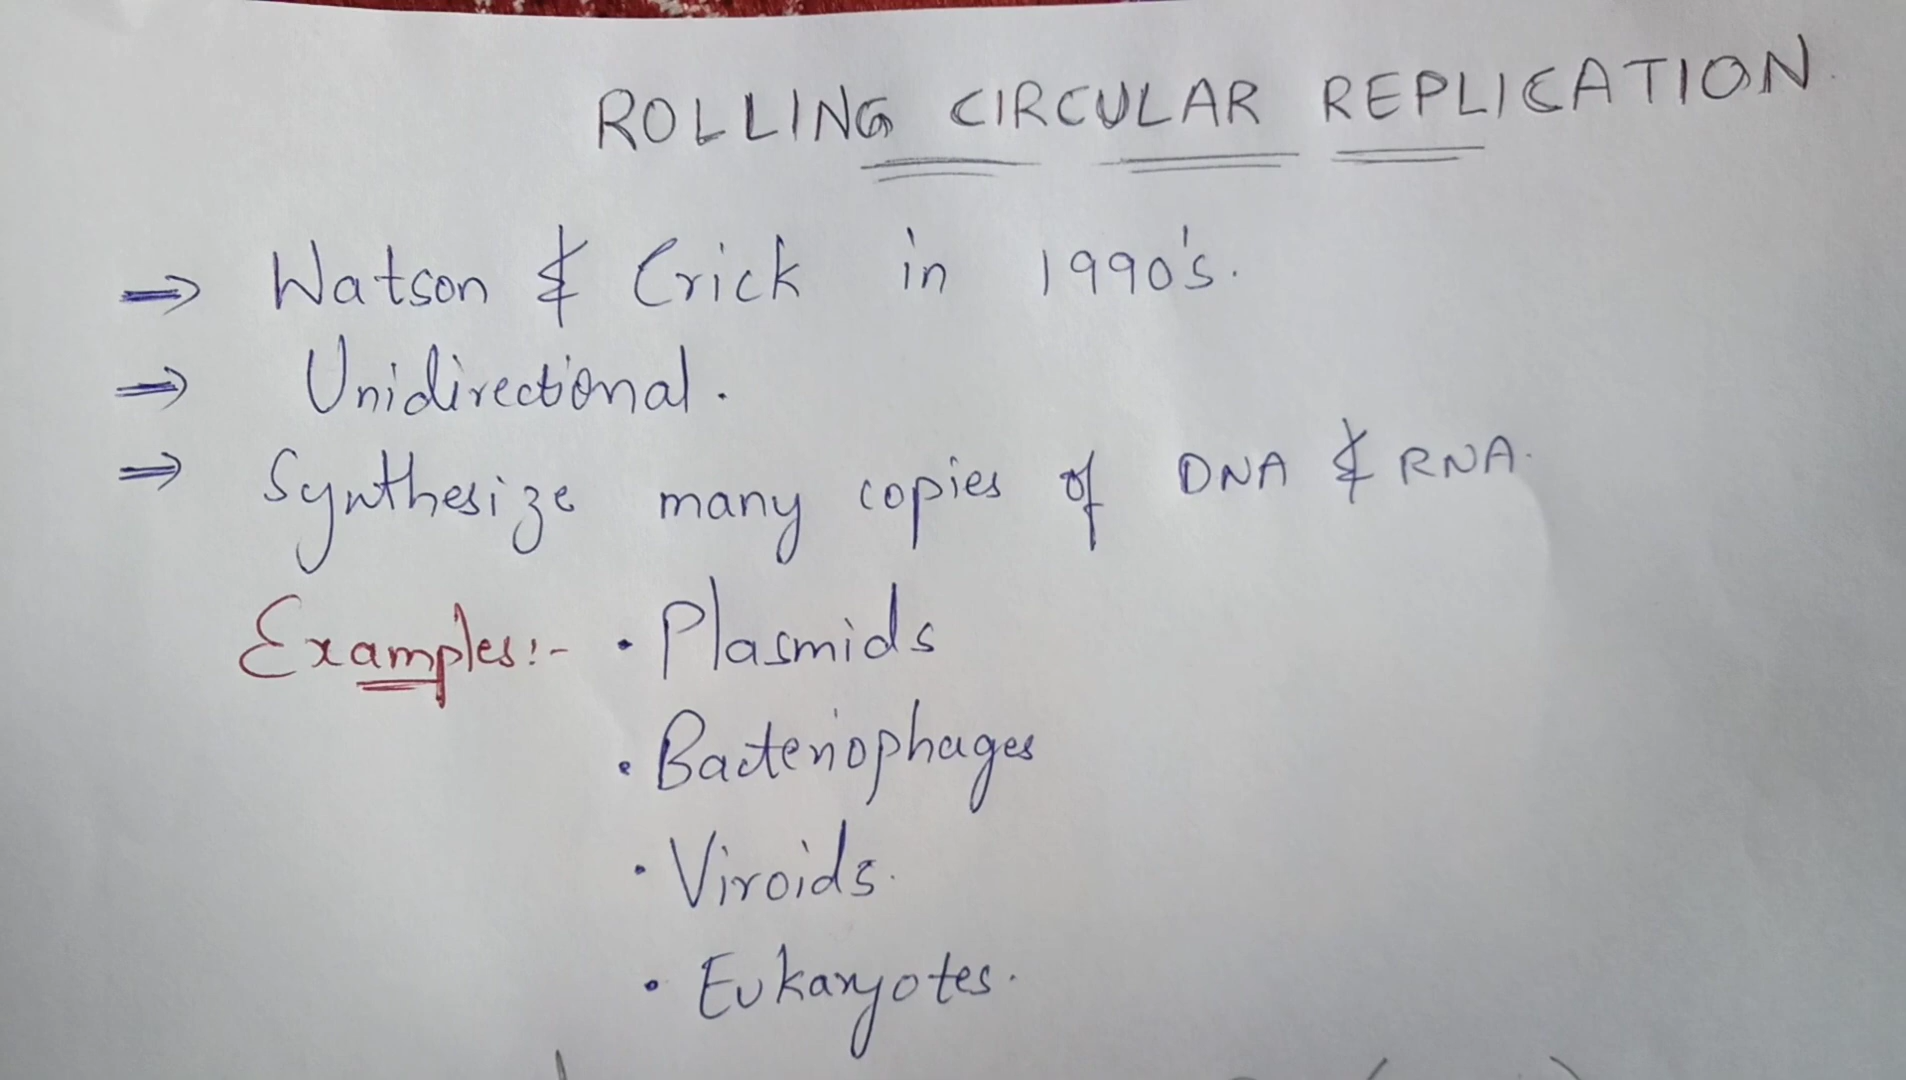 ROLLING CIRCULAR REPLICATION.
⇒ Watson & Crick in 1990's.
⇒ Unidirectional.
⇒ Synthesize many copies of DNA & RNA.
Examples:- • Plasmids
• Bacteriophages
• Viroids.
• Eukaryotes.